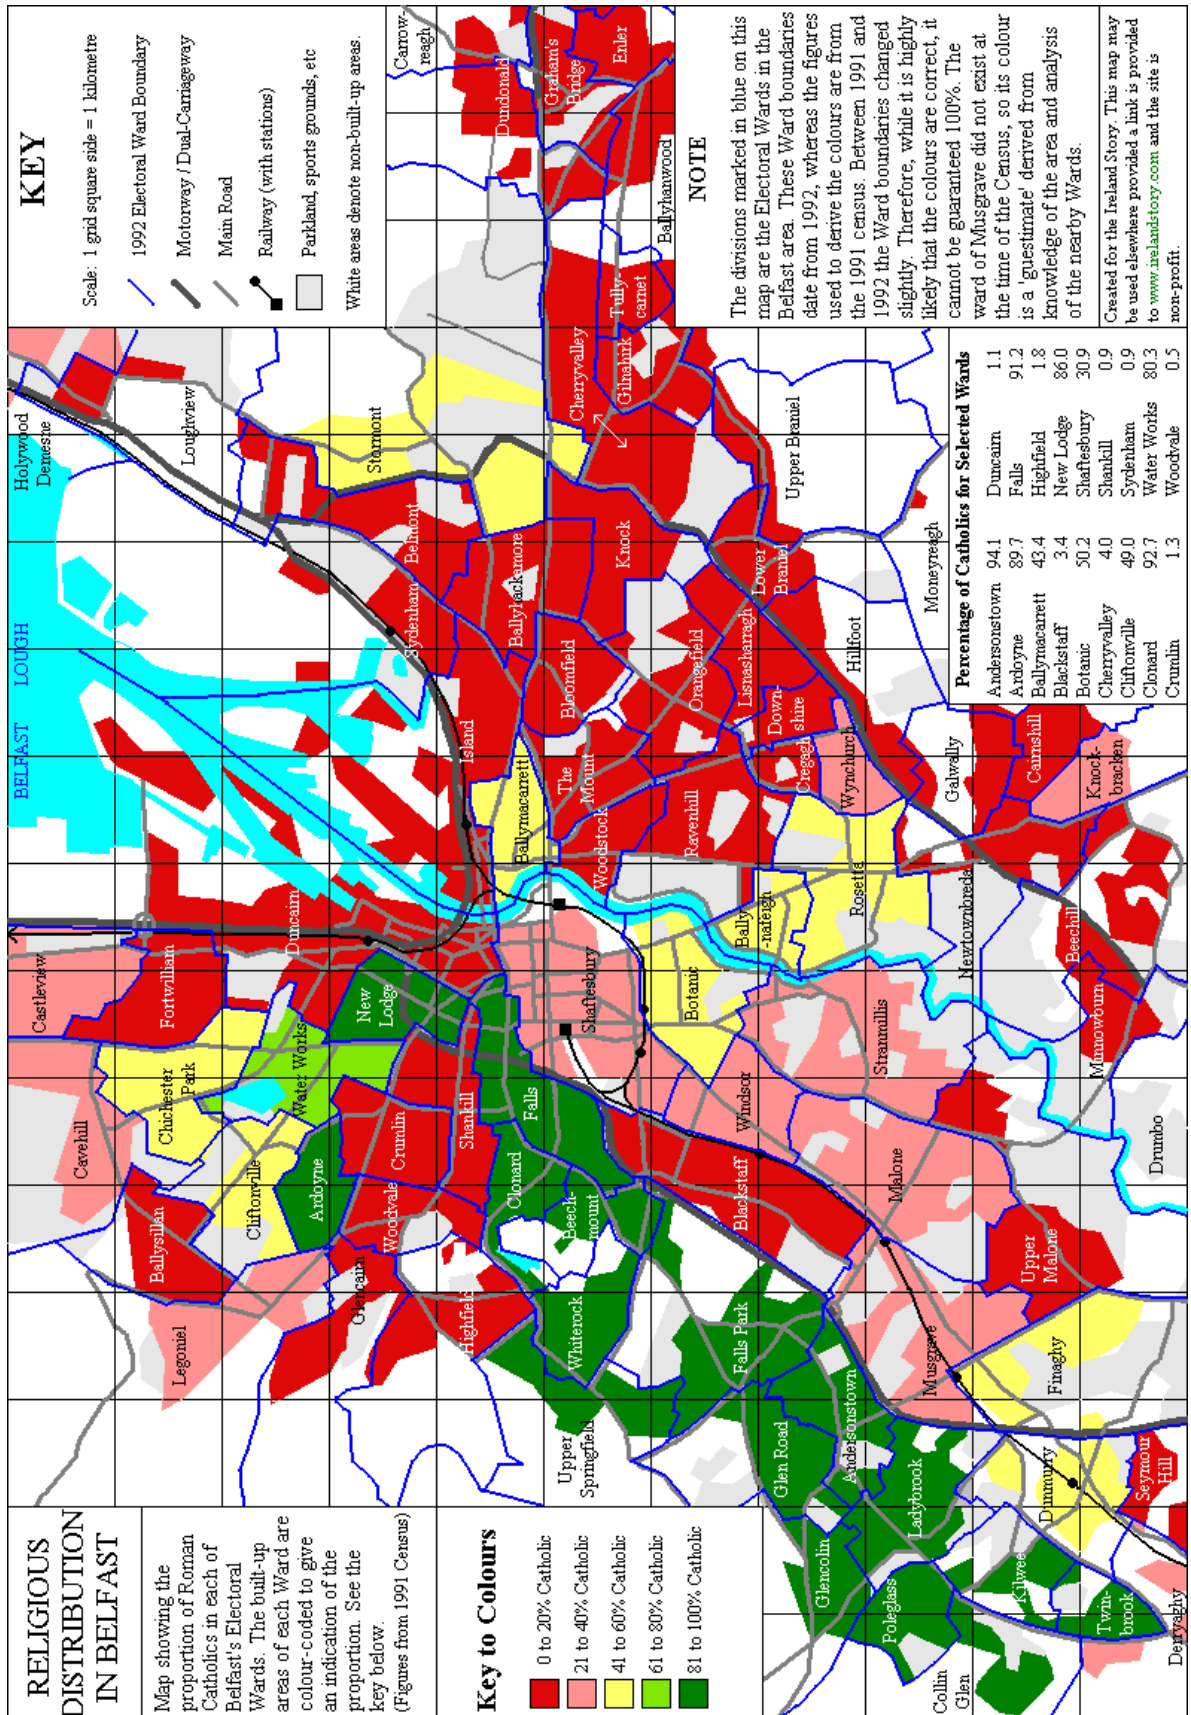 RELIGIOUS
DISTRIBUTION
IN BELFAST
Map showing the
proportion of Roman
Catholics in each of
Belfast's Electoral
Wards. The built-up
areas of each Ward are
colour-coded to give
an indication of the
proportion. See the
key below.
(Figures from 1991 Census)
Key to Colours
0 to 20% Catholic
21 to 40% Catholic
41 to 60% Catholic
61 to 80% Catholic
81 to 100% Catholic
KEY
Scale: 1 grid square side = 1 kilometre
1992 Electoral Ward Boundary
Motorway / Dual-Carriageway
Main Road
Railway (with stations)
Parkland, sports grounds, etc
White areas denote non-built-up areas.
BELFAST LOUGH
Holywood
Demesne
Loughview
Castleview
Cavehill
Fortwilliam
Chichester
Park
Duncairn
Ballysillan
Legoniel
Cliftonville
Water Works
New
Lodge
Ardoyne
Crumlin
Woodvale
Glencairn
Highfield
Shankill
Stormont
Belmont
Sydenham
Island
Ballyhackamore
Ballymacarrett
Bloomfield
The
Mount
Woodstock
Knock
Cherryvalley
Gilnahirk
Tully-
carnet
Dundonald
Carrow-
reagh
Graham's
Bridge
Enler
Ballyhanwood
Orangefield
Lisnasharragh
Lower
Braniel
Upper Braniel
Down-
shire
Cregagh
Ravenhill
Wynchurch
Hillfoot
Moneyreagh
Galwally
Cairnshill
Knock-
bracken
Rosetta
Bally
-nafeigh
Newtownbreda
Beechill
Minnowburn
Drumbo
Botanic
Shaftesbury
Windsor
Stranmillis
Malone
Upper
Malone
Blackstaff
Falls
Clonard
Beech-
mount
Whiterock
Falls Park
Upper
Springfield
Glen Road
Andersonstown
Musgrave
Finaghy
Ladybrook
Glencolin
Poleglass
Collin
Glen
Kilwee
Twin-
brook
Dunmurry
Seymour
Hill
Derryaghy
NOTE
The divisions marked in blue on this
map are the Electoral Wards in the
Belfast area. These Ward boundaries
date from 1992, whereas the figures
used to derive the colours are from
the 1991 census. Between 1991 and
1992 the Ward boundaries changed
slightly. Therefore, while it is highly
likely that the colours are correct, it
cannot be guaranteed 100%. The
ward of Musgrave did not exist at
the time of the Census, so its colour
is a 'guestimate' derived from
knowledge of the area and analysis
of the nearby Wards.
Created for the Ireland Story. This map may
be used elsewhere provided a link is provided
to www.irelandstory.com and the site is
non-profit.
Percentage of Catholics for Selected Wards
Andersonstown 94.1 Duncairn 1.1
Ardoyne 89.7 Falls 91.2
Ballymacarrett 43.4 Highfield 1.8
Blackstaff 3.4 New Lodge 86.0
Botanic 50.2 Shaftesbury 30.9
Cherryvalley 4.0 Shankill 0.9
Cliftonville 49.0 Sydenham 0.9
Clonard 92.7 Water Works 80.3
Crumlin 1.3 Woodvale 0.5